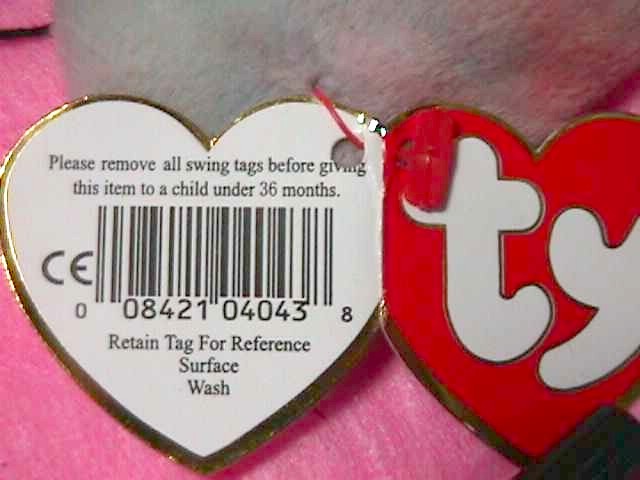 Please remove all swing tags before giving
this item to a child under 36 months.
CE
0 08421 04043 8
Retain Tag For Reference
Surface
Wash
ty